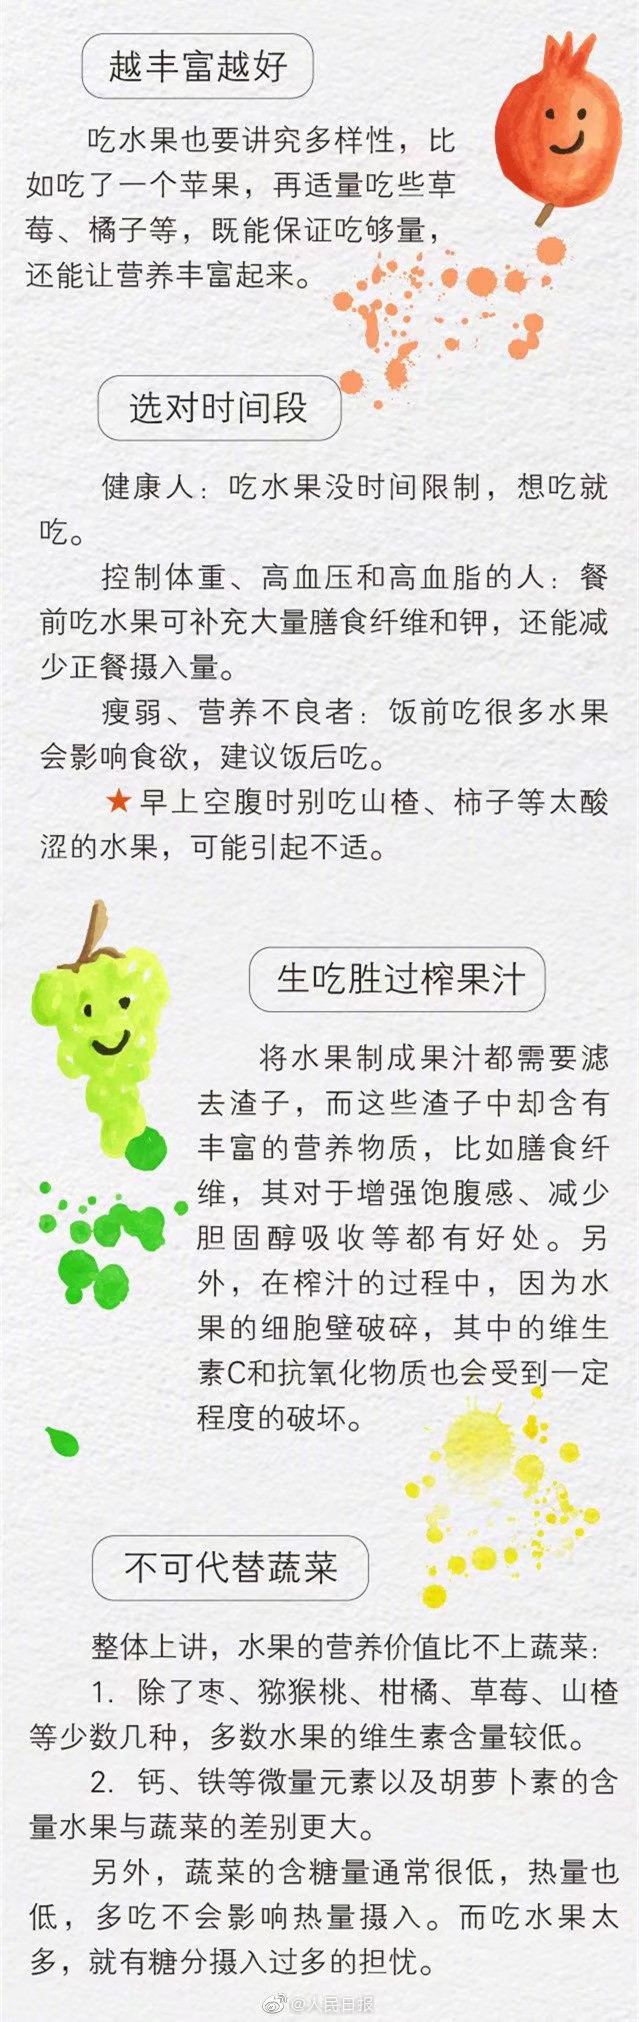 越丰富越好
吃水果也要讲究多样性，比
如吃了一个苹果，再适量吃些草
莓、橘子等，既能保证吃够量，
还能让营养丰富起来。
选对时间段
健康人：吃水果没时间限制，想吃就
吃。
控制体重、高血压和高血脂的人：餐
前吃水果可补充大量膳食纤维和钾，还能减
少正餐摄入量。
瘦弱、营养不良者：饭前吃很多水果
会影响食欲，建议饭后吃。
★早上空腹时别吃山楂、柿子等太酸
涩的水果，可能引起不适。
生吃胜过榨果汁
将水果制成果汁都需要滤
去渣子，而这些渣子中却含有
丰富的营养物质，比如膳食纤
维，其对于增强饱腹感、减少
胆固醇吸收等都有好处。另
外，在榨汁的过程中，因为水
果的细胞壁破碎，其中的维生
素C和抗氧化物质也会受到一定
程度的破坏。
不可代替蔬菜
整体上讲，水果的营养价值比不上蔬菜：
1. 除了枣、猕猴桃、柑橘、草莓、山楂
等少数几种，多数水果的维生素含量较低。
2. 钙、铁等微量元素以及胡萝卜素的含
量水果与蔬菜的差别更大。
另外，蔬菜的含糖量通常很低，热量也
低，多吃不会影响热量摄入。而吃水果太
多，就有糖分摄入过多的担忧。
@人民日报